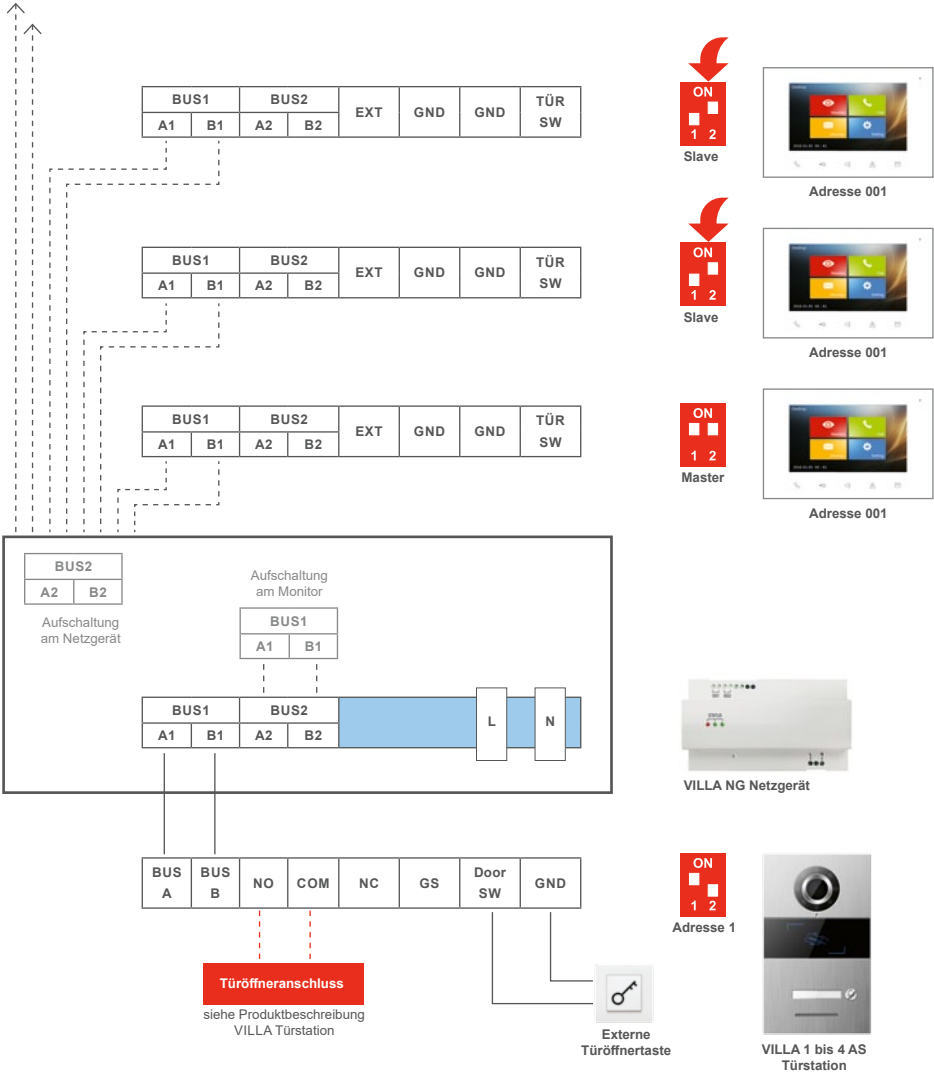 BUS1 BUS2 EXT GND GND TÜR SW
A1 B1 A2 B2
ON
1 2
Slave
Adresse 001
BUS1 BUS2 EXT GND GND TÜR SW
A1 B1 A2 B2
ON
1 2
Slave
Adresse 001
BUS1 BUS2 EXT GND GND TÜR SW
A1 B1 A2 B2
ON
1 2
Master
Adresse 001
BUS2
A2 B2
Aufschaltung
am Netzgerät
Aufschaltung
am Monitor
BUS1
A1 B1
BUS1 BUS2 L N
A1 B1 A2 B2
VILLA NG Netzgerät
BUS A BUS B NO COM NC GS Door SW GND
ON
1 2
Adresse 1
Türöffneranschluss
siehe Produktbeschreibung
VILLA Türstation
Externe
Türöffnertaste
VILLA 1 bis 4 AS
Türstation